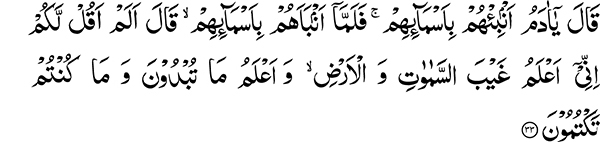 قَالَ يٰۤاٰدَمُ اَنْۢبِئْهُمْ بِاَسْمَآئِهِمْ ۚ فَلَمَّاۤ اَنْۢبَاَهُمْ بِاَسْمَآئِهِمْ ۙ قَالَ اَلَمْ اَقُلْ لَّكُمْ
اِنِّیْۤ اَعْلَمُ غَیْبَ السَّمٰوٰتِ وَ الْاَرْضِ ۙ وَ اَعْلَمُ مَا تُبْدُوْنَ وَ مَا كُنْتُمْ
تَكْتُمُوْنَ ۝۳۳